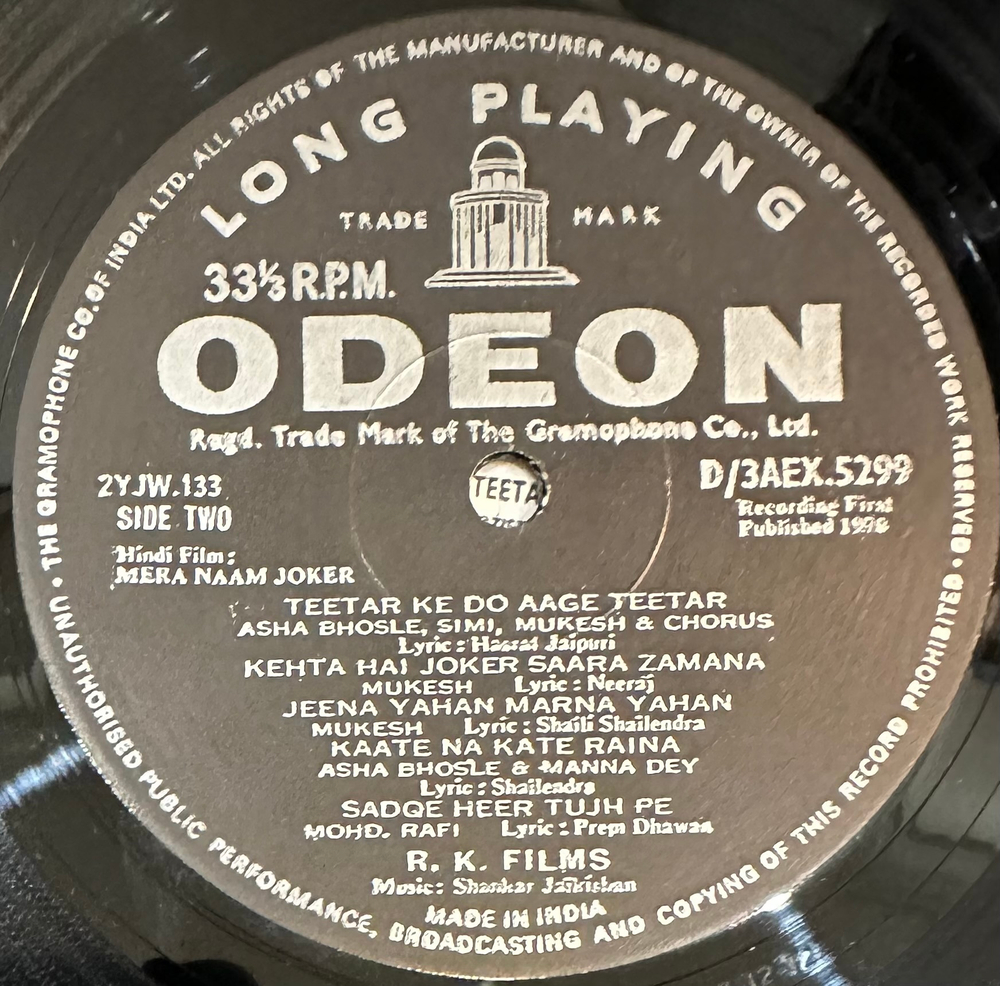 THE GRAMOPHONE CO. OF INDIA LTD. ALL RIGHTS OF THE MANUFACTURER AND OF THE OWNER OF THE RECORDED WORK RESERVED • UNAUTHORISED PUBLIC PERFORMANCE, BROADCASTING AND COPYING OF THIS RECORD PROHIBITED •
LONG PLAYING
TRADE MARK
33⅓ R.P.M.
ODEON
Regd. Trade Mark of The Gramophone Co., Ltd.
TEETA
2YJW.133
D/3AEX.5299
SIDE TWO
Recording First
Published
Hindi Film:
MERA NAAM JOKER
TEETAR KE DO AAGE TEETAR
ASHA BHOSLE, SIMI, MUKESH & CHORUS
Lyric : Hasrat Jaipuri
KEHTA HAI JOKER SAARA ZAMANA
MUKESH Lyric : Neeraj
JEENA YAHAN MARNA YAHAN
MUKESH Lyric : Shaili Shailendra
KAATE NA KATE RAINA
ASHA BHOSLE & MANNA DEY
Lyric : Shailendra
SADQE HEER TUJH PE
MOHD. RAFI Lyric : Prem Dhawan
R. K. FILMS
Music: Shankar Jaikishan
MADE IN INDIA